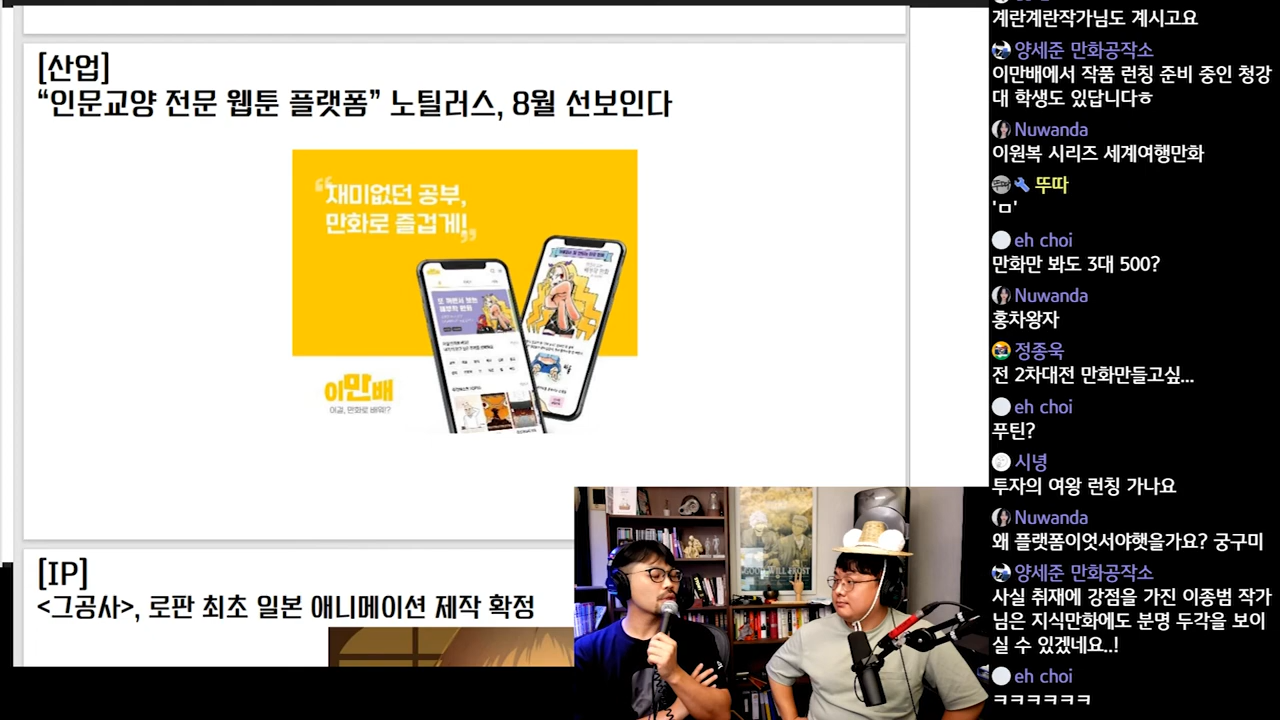 [산업]
“인문교양 전문 웹툰 플랫폼” 노틸러스, 8월 선보인다
“재미없던 공부,
만화로 즐겁게!”
이만배
이걸, 만화로 배워!?
[IP]
<그공사>, 로판 최초 일본 애니메이션 제작 확정
GOOD WILL
계란계란작가님도 계시고요
양세준 만화공작소
이만배에서 작품 런칭 준비 중인 청강
대 학생도 있답니다ㅎ
Nuwanda
이원복 시리즈 세계여행만화
뚜따
'ㅁ'
eh choi
만화만 봐도 3대 500?
Nuwanda
홍차왕자
정종욱
전 2차대전 만화만들고싶...
eh choi
푸틴?
시녕
투자의 여왕 런칭 가나요
Nuwanda
왜 플랫폼이엇서야햇을가요? 궁구미
양세준 만화공작소
사실 취재에 강점을 가진 이종범 작가
님은 지식만화에도 분명 두각을 보이
실 수 있겠네요..!
eh choi
ㅋㅋㅋㅋㅋㅋ